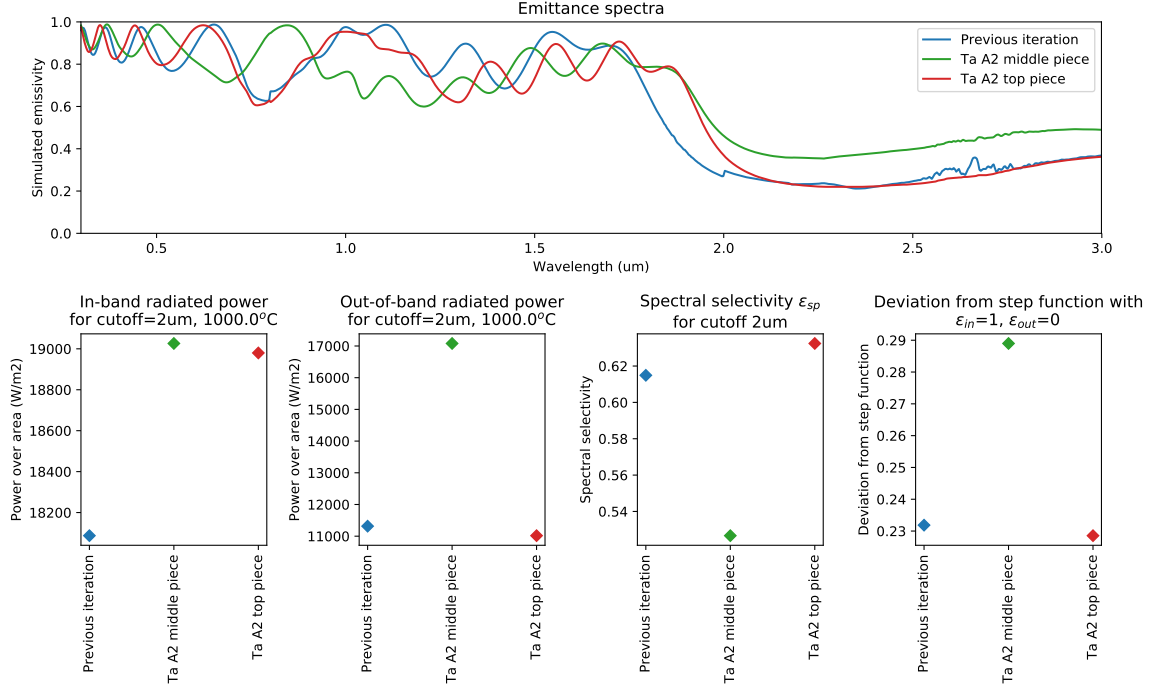 Emittance spectra
Simulated emissivity
1.0
0.8
0.6
0.4
0.2
0.0
Previous iteration
Ta A2 middle piece
Ta A2 top piece
0.5 1.0 1.5 2.0 2.5 3.0
Wavelength (um)
In-band radiated power
for cutoff=2um, 1000.0°C
Power over area (W/m2)
19000
18800
18600
18400
18200
Previous iteration
Ta A2 middle piece
Ta A2 top piece
Out-of-band radiated power
for cutoff=2um, 1000.0°C
Power over area (W/m2)
17000
16000
15000
14000
13000
12000
11000
Previous iteration
Ta A2 middle piece
Ta A2 top piece
Spectral selectivity εsp
for cutoff 2um
Spectral selectivity
0.62
0.60
0.58
0.56
0.54
Previous iteration
Ta A2 middle piece
Ta A2 top piece
Deviation from step function with
εin=1, εout=0
Deviation from step function
0.29
0.28
0.27
0.26
0.25
0.24
0.23
Previous iteration
Ta A2 middle piece
Ta A2 top piece